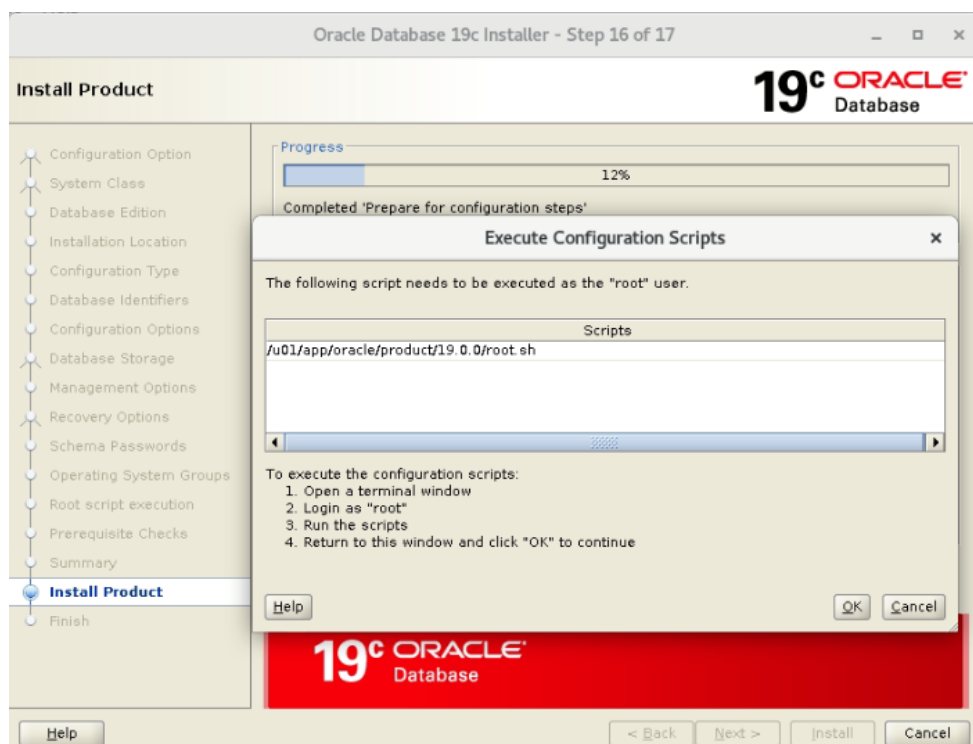 Oracle Database 19c Installer - Step 16 of 17
Install Product
19c ORACLE
Database
Configuration Option
System Class
Database Edition
Installation Location
Configuration Type
Database Identifiers
Configuration Options
Database Storage
Management Options
Recovery Options
Schema Passwords
Operating System Groups
Root script execution
Prerequisite Checks
Summary
Install Product
Finish
Progress
12%
Completed 'Prepare for configuration steps'
Execute Configuration Scripts
The following script needs to be executed as the "root" user.
Scripts
/u01/app/oracle/product/19.0.0/root.sh
To execute the configuration scripts:
1. Open a terminal window
2. Login as "root"
3. Run the scripts
4. Return to this window and click "OK" to continue
Help
OK
Cancel
19c ORACLE
Database
Help
< Back
Next >
Install
Cancel